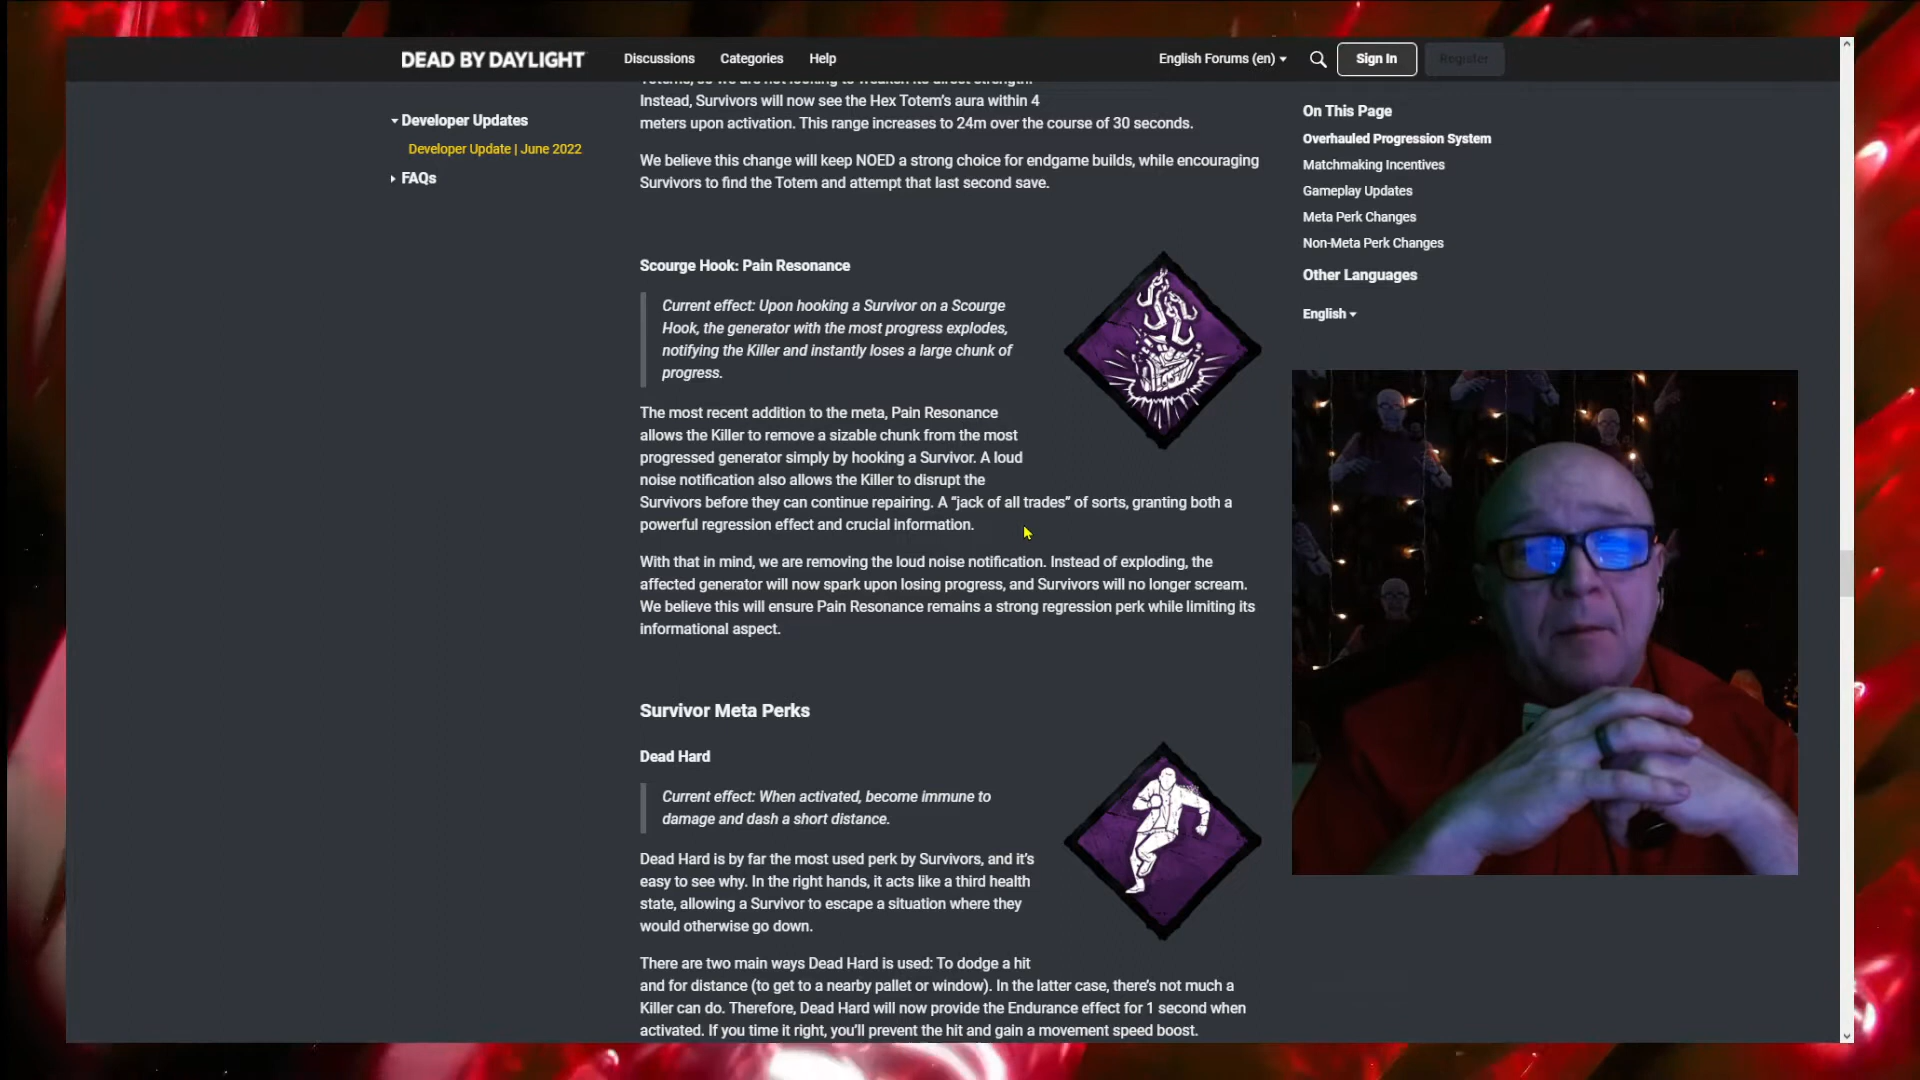 DEAD BY DAYLIGHT
Discussions
Categories
Help
English Forums (en)
Sign In
Register
Developer Updates
Developer Update | June 2022
FAQs
Totems, so we are not looking to weaken its direct strength.
Instead, Survivors will now see the Hex Totem's aura within 4
meters upon activation. This range increases to 24m over the course of 30 seconds.
We believe this change will keep NOED a strong choice for endgame builds, while encouraging
Survivors to find the Totem and attempt that last second save.
Scourge Hook: Pain Resonance
Current effect: Upon hooking a Survivor on a Scourge
Hook, the generator with the most progress explodes,
notifying the Killer and instantly loses a large chunk of
progress.
The most recent addition to the meta, Pain Resonance
allows the Killer to remove a sizable chunk from the most
progressed generator simply by hooking a Survivor. A loud
noise notification also allows the Killer to disrupt the
Survivors before they can continue repairing. A “jack of all trades” of sorts, granting both a
powerful regression effect and crucial information.
With that in mind, we are removing the loud noise notification. Instead of exploding, the
affected generator will now spark upon losing progress, and Survivors will no longer scream.
We believe this will ensure Pain Resonance remains a strong regression perk while limiting its
informational aspect.
Survivor Meta Perks
Dead Hard
Current effect: When activated, become immune to
damage and dash a short distance.
Dead Hard is by far the most used perk by Survivors, and it's
easy to see why. In the right hands, it acts like a third health
state, allowing a Survivor to escape a situation where they
would otherwise go down.
There are two main ways Dead Hard is used: To dodge a hit
and for distance (to get to a nearby pallet or window). In the latter case, there's not much a
Killer can do. Therefore, Dead Hard will now provide the Endurance effect for 1 second when
activated. If you time it right, you'll prevent the hit and gain a movement speed boost.
On This Page
Overhauled Progression System
Matchmaking Incentives
Gameplay Updates
Meta Perk Changes
Non-Meta Perk Changes
Other Languages
English